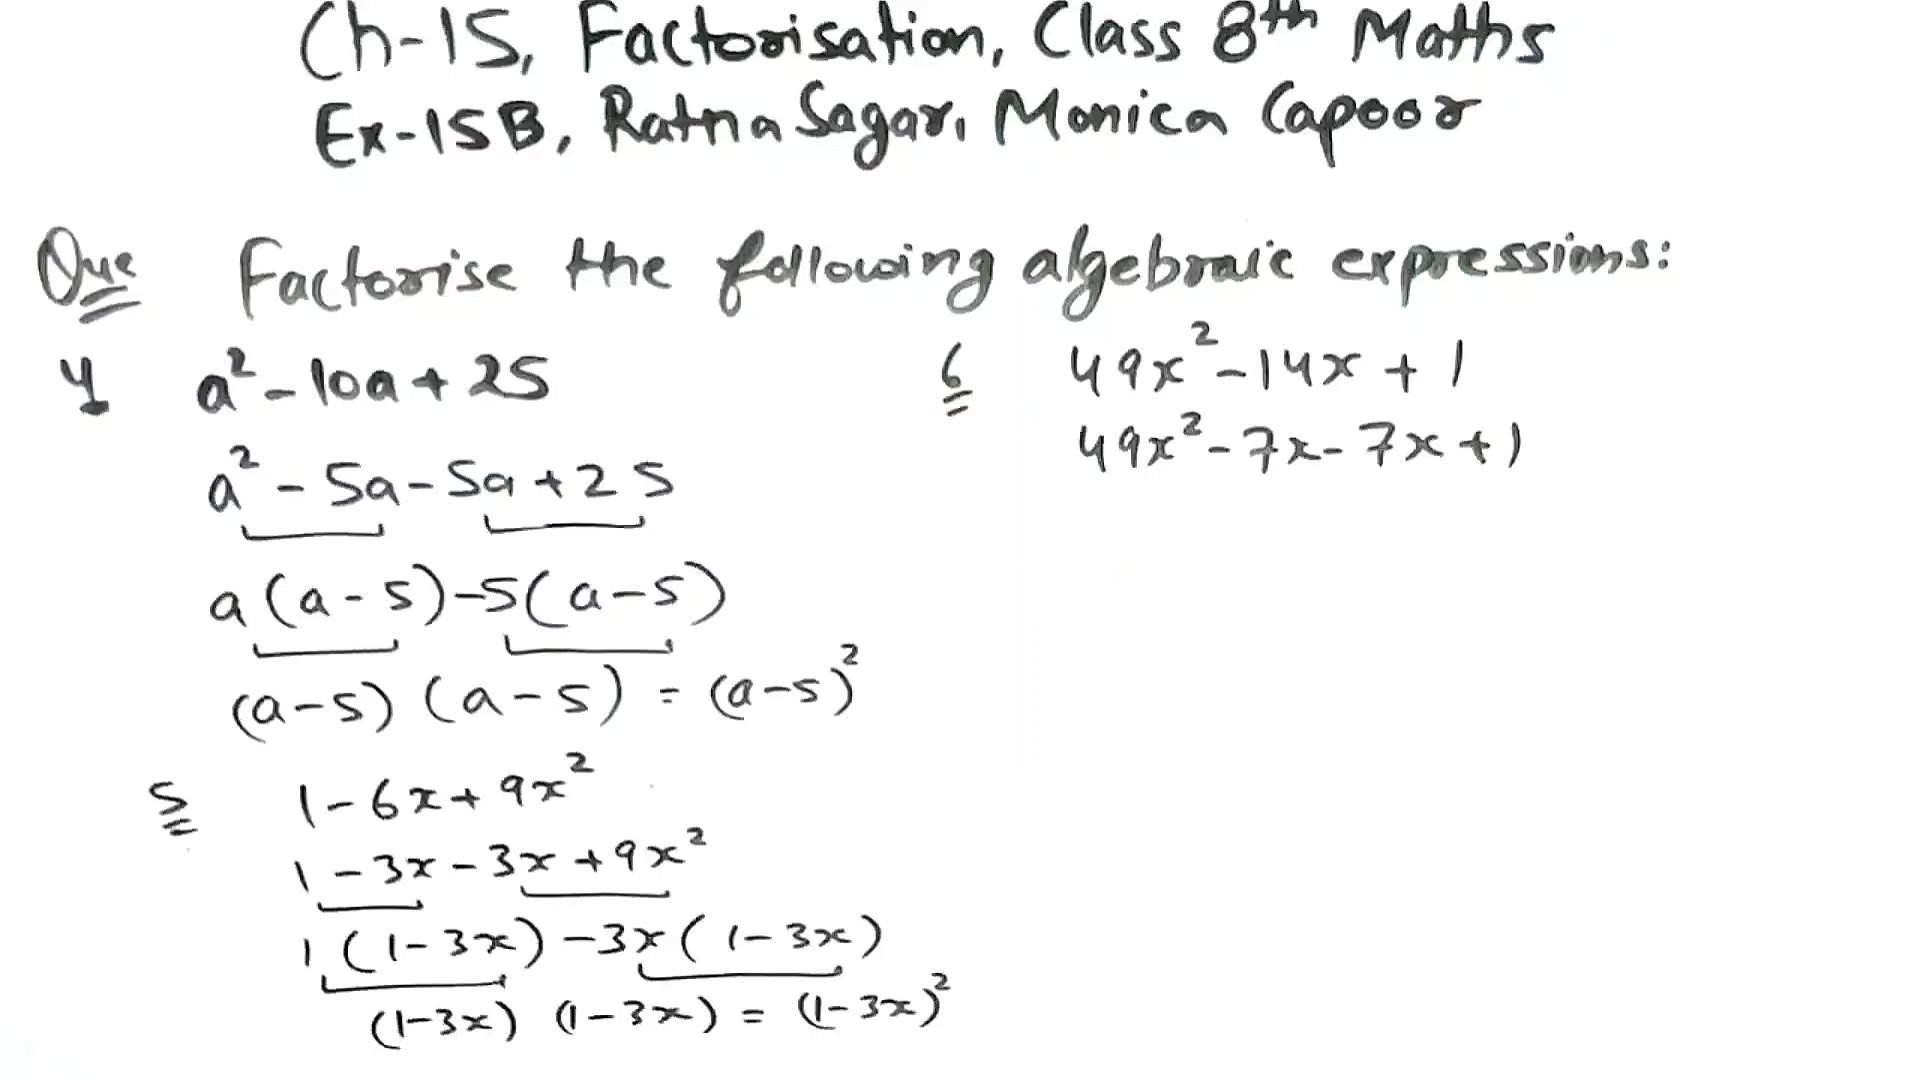 Ch-15, Factorisation, Class 8th Maths
Ex-15B, Ratna Sagar, Monica Capoor
Que Factorise the following algebraic expressions:
4 a² - 10a + 25
a² - 5a - 5a + 25
a (a - 5) - 5 (a - 5)
(a - 5) (a - 5) = (a - 5)²
5 1 - 6x + 9x²
1 - 3x - 3x + 9x²
1 (1 - 3x) - 3x (1 - 3x)
(1 - 3x) (1 - 3x) = (1 - 3x)²
6 49x² - 14x + 1
49x² - 7x - 7x + 1